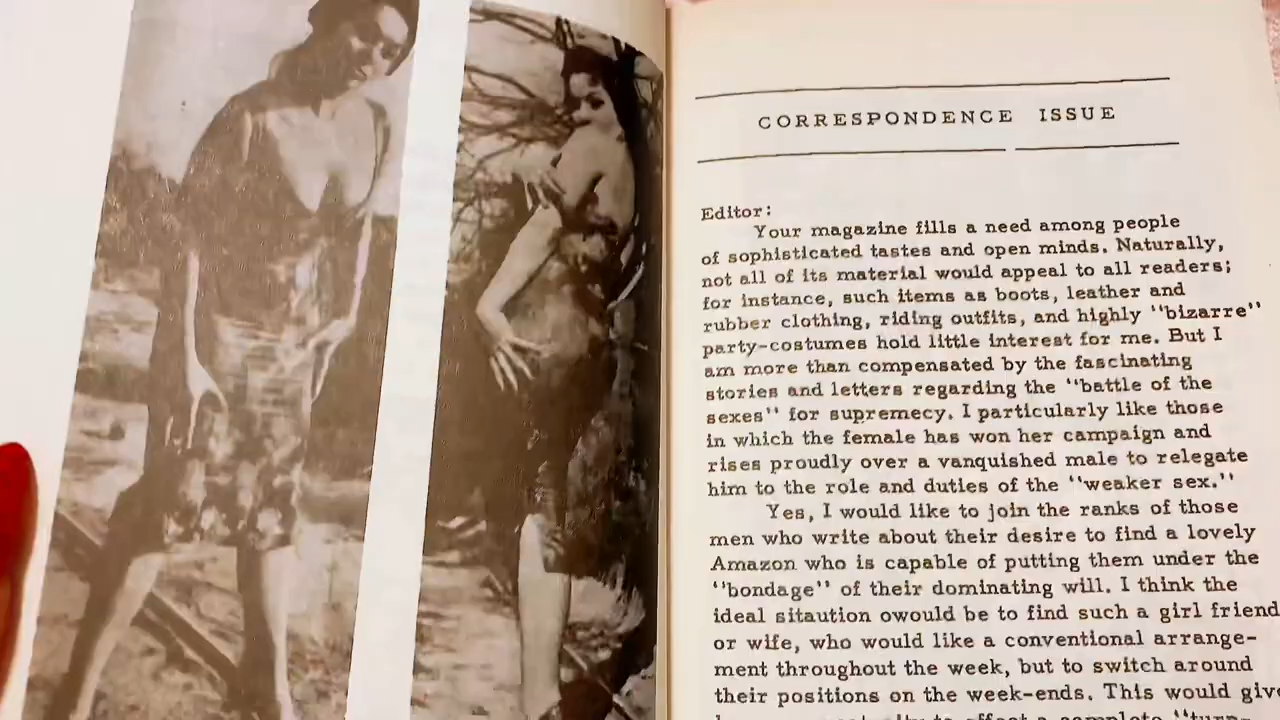 CORRESPONDENCE ISSUE
Editor:
Your magazine fills a need among people
of sophisticated tastes and open minds. Naturally,
not all of its material would appeal to all readers;
for instance, such items as boots, leather and
rubber clothing, riding outfits, and highly "bizarre"
party-costumes hold little interest for me. But I
am more than compensated by the fascinating
stories and letters regarding the "battle of the
sexes" for supremecy. I particularly like those
in which the female has won her campaign and
rises proudly over a vanquished male to relegate
him to the role and duties of the "weaker sex."
Yes, I would like to join the ranks of those
men who write about their desire to find a lovely
Amazon who is capable of putting them under the
"bondage" of their dominating will. I think the
ideal sitaution owould be to find such a girl friend
or wife, who would like a conventional arrange-
ment throughout the week, but to switch around
their positions on the week-ends. This would give